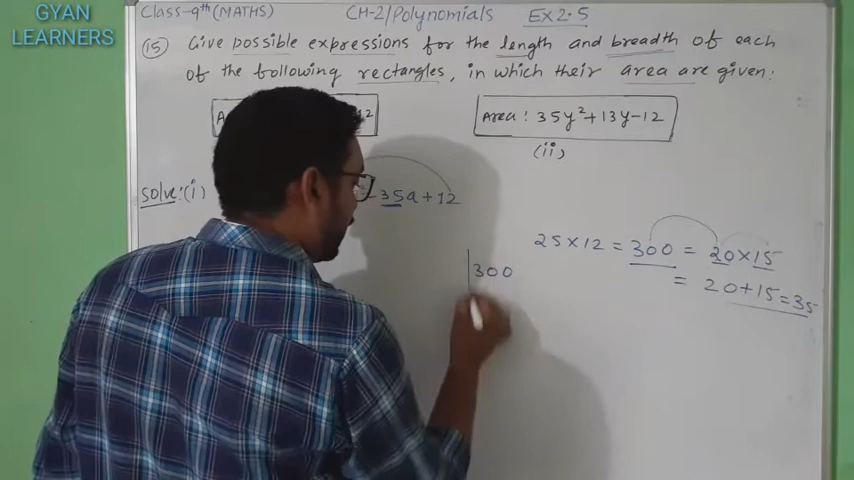 GYAN
LEARNERS
Class-9th (MATHS) CH-2/Polynomials Ex 2.5
(15) Give possible expressions for the length and breadth of each
of the following rectangles, in which their area are given:
A 12 Area : 35y²+13y-12
(ii)
Solve:(i) - 35a + 12
25×12 = 300 = 20×15
= 20+15=35
300